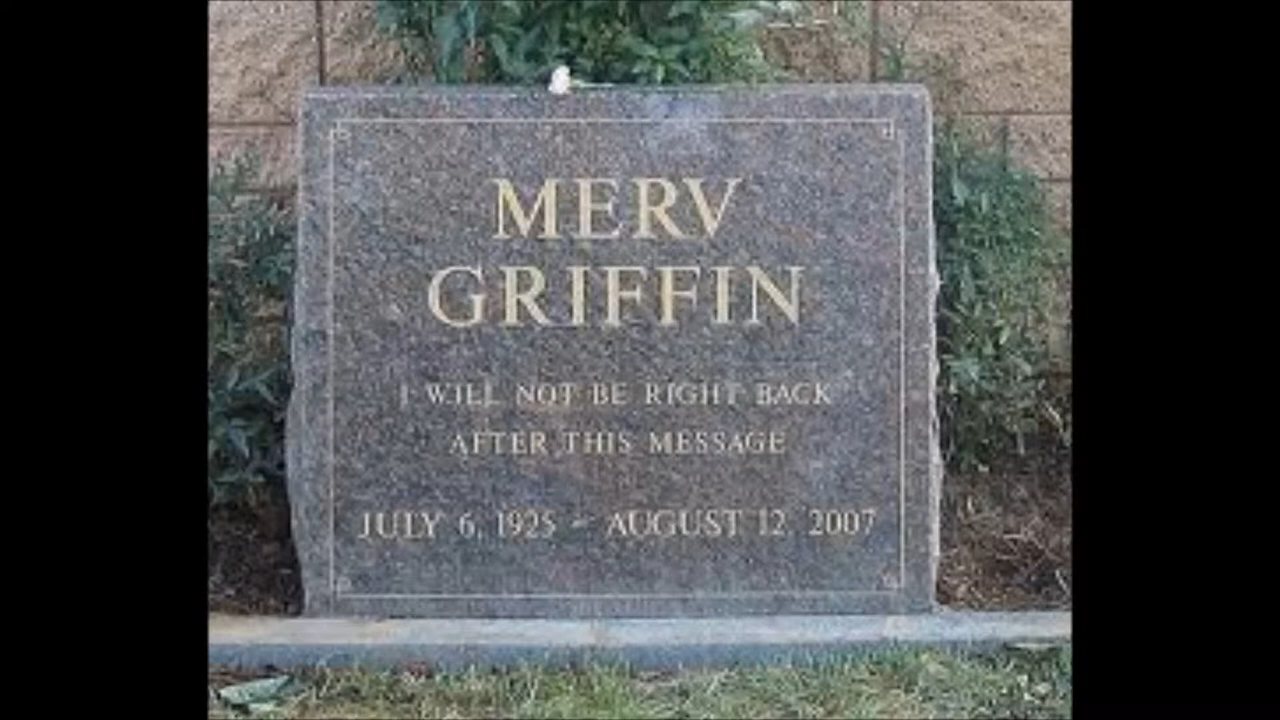 MERV
GRIFFIN
I WILL NOT BE RIGHT BACK
AFTER THIS MESSAGE
JULY 6, 1925 – AUGUST 12, 2007